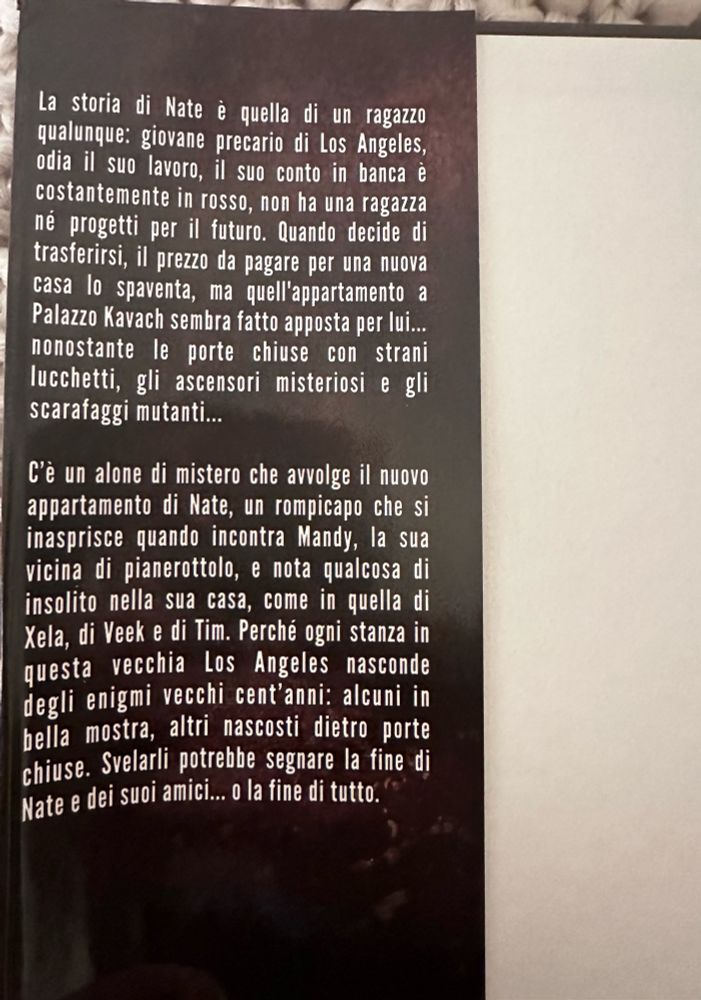 La storia di Nate è quella di un ragazzo
qualunque: giovane precario di Los Angeles,
odia il suo lavoro, il suo conto in banca è
costantemente in rosso, non ha una ragazza
né progetti per il futuro. Quando decide di
trasferirsi, il prezzo da pagare per una nuova
casa lo spaventa, ma quell'appartamento a
Palazzo Kavach sembra fatto apposta per lui...
nonostante le porte chiuse con strani
lucchetti, gli ascensori misteriosi e gli
scarafaggi mutanti...
C'è un alone di mistero che avvolge il nuovo
appartamento di Nate, un rompicapo che si
inasprisce quando incontra Mandy, la sua
vicina di pianerottolo, e nota qualcosa di
insolito nella sua casa, come in quella di
Xela, di Veek e di Tim. Perché ogni stanza in
questa vecchia Los Angeles nasconde
degli enigmi vecchi cent'anni: alcuni in
bella mostra, altri nascosti dietro porte
chiuse. Svelarli potrebbe segnare la fine di
Nate e dei suoi amici... o la fine di tutto.